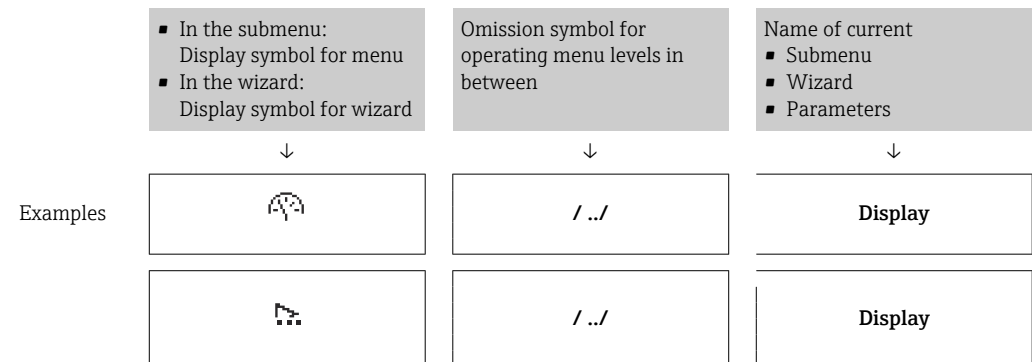 ▪ In the submenu:
Display symbol for menu
▪ In the wizard:
Display symbol for wizard
Omission symbol for
operating menu levels in
between
Name of current
▪ Submenu
▪ Wizard
▪ Parameters
↓ ↓ ↓
Examples / ../ Display
/ ../ Display